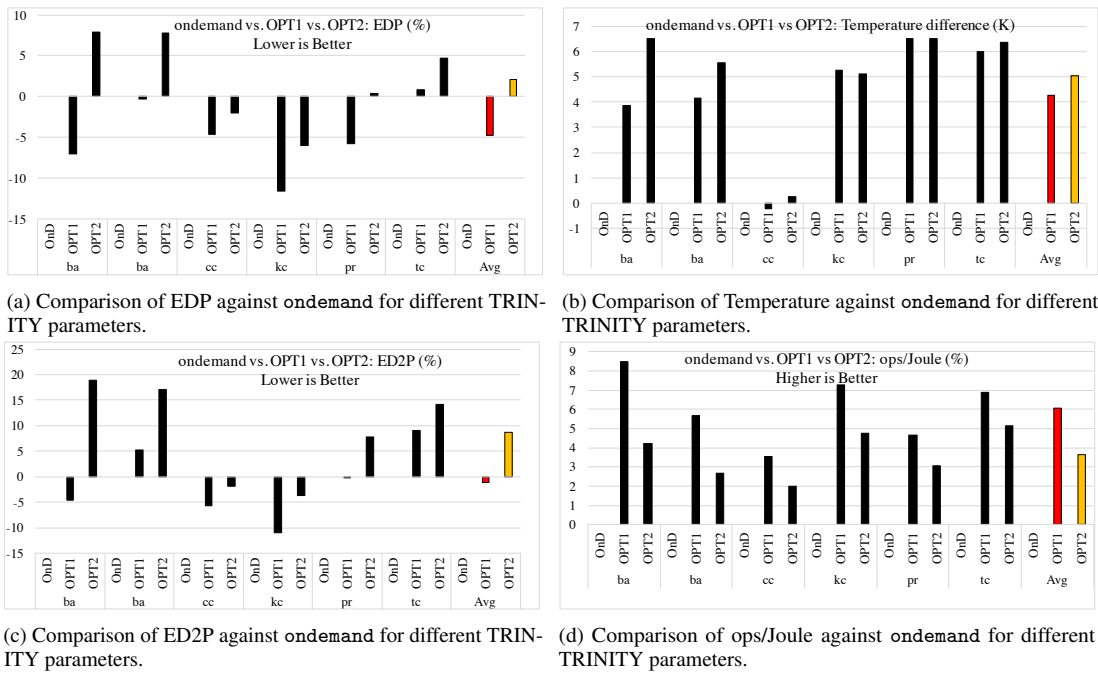 ondemand vs. OPT1 vs. OPT2: EDP (%)
Lower is Better
10
5
0
-5
-10
-15
OnD OPT1 OPT2 OnD OPT1 OPT2 OnD OPT1 OPT2 OnD OPT1 OPT2 OnD OPT1 OPT2 OnD OPT1 OPT2 OnD OPT1 OPT2
ba ba cc kc pr tc Avg
(a) Comparison of EDP against ondemand for different TRIN-
ITY parameters.
ondemand vs. OPT1 vs OPT2: Temperature difference (K)
7
6
5
4
3
2
1
0
-1
OnD OPT1 OPT2 OnD OPT1 OPT2 OnD OPT1 OPT2 OnD OPT1 OPT2 OnD OPT1 OPT2 OnD OPT1 OPT2 OnD OPT1 OPT2
ba ba cc kc pr tc Avg
(b) Comparison of Temperature against ondemand for different
TRINITY parameters.
ondemand vs. OPT1 vs. OPT2: ED2P (%)
Lower is Better
25
20
15
10
5
0
-5
-10
-15
OnD OPT1 OPT2 OnD OPT1 OPT2 OnD OPT1 OPT2 OnD OPT1 OPT2 OnD OPT1 OPT2 OnD OPT1 OPT2 OnD OPT1 OPT2
ba ba cc kc pr tc Avg
(c) Comparison of ED2P against ondemand for different TRIN-
ITY parameters.
ondemand vs. OPT1 vs OPT2: ops/Joule (%)
Higher is Better
9
8
7
6
5
4
3
2
1
0
OnD OPT1 OPT2 OnD OPT1 OPT2 OnD OPT1 OPT2 OnD OPT1 OPT2 OnD OPT1 OPT2 OnD OPT1 OPT2 OnD OPT1 OPT2
ba ba cc kc pr tc Avg
(d) Comparison of ops/Joule against ondemand for different
TRINITY parameters.